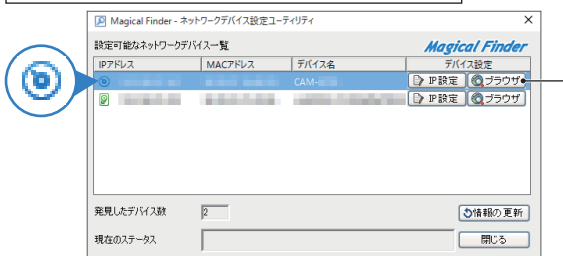 Magical Finder - ネットワークデバイス設定ユーティリティ
設定可能なネットワークデバイス一覧
Magical Finder
IPアドレス MACアドレス デバイス名 デバイス設定
CAM- IP設定 ブラウザ
IP設定 ブラウザ
発見したデバイス数 2 情報の更新
現在のステータス 閉じる